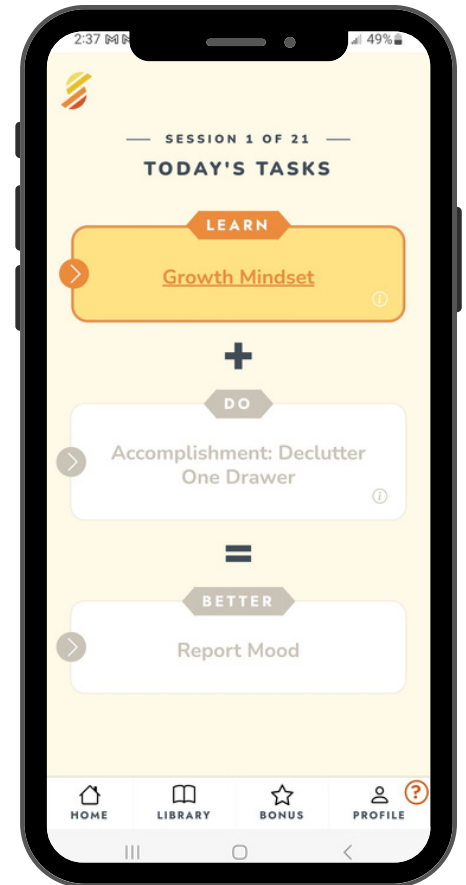 2:37
49%
SESSION 1 OF 21
TODAY'S TASKS
LEARN
Growth Mindset
i
+
DO
Accomplishment: Declutter
One Drawer
i
=
BETTER
Report Mood
?
HOME LIBRARY BONUS PROFILE